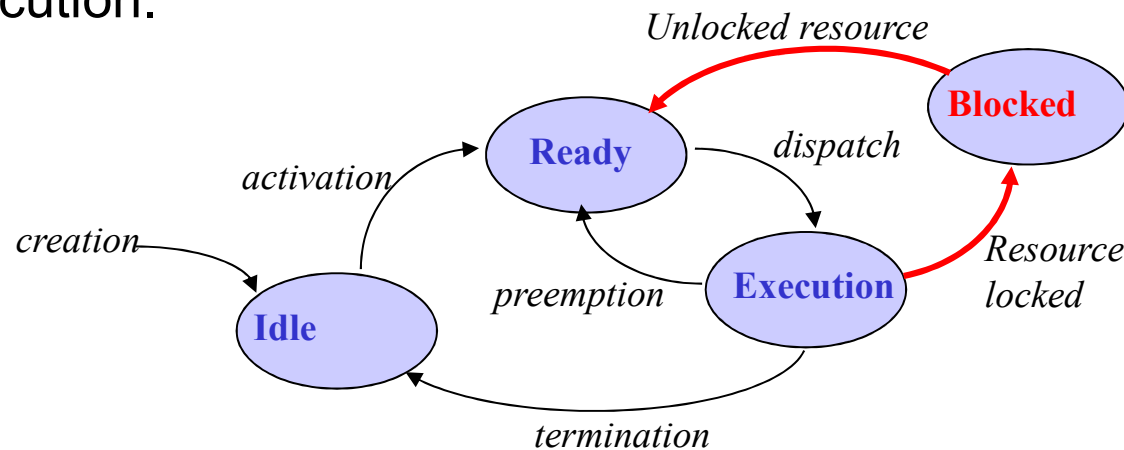 cution.
Unlocked resource
Blocked
Ready
dispatch
activation
creation
Resource
locked
preemption
Execution
Idle
termination